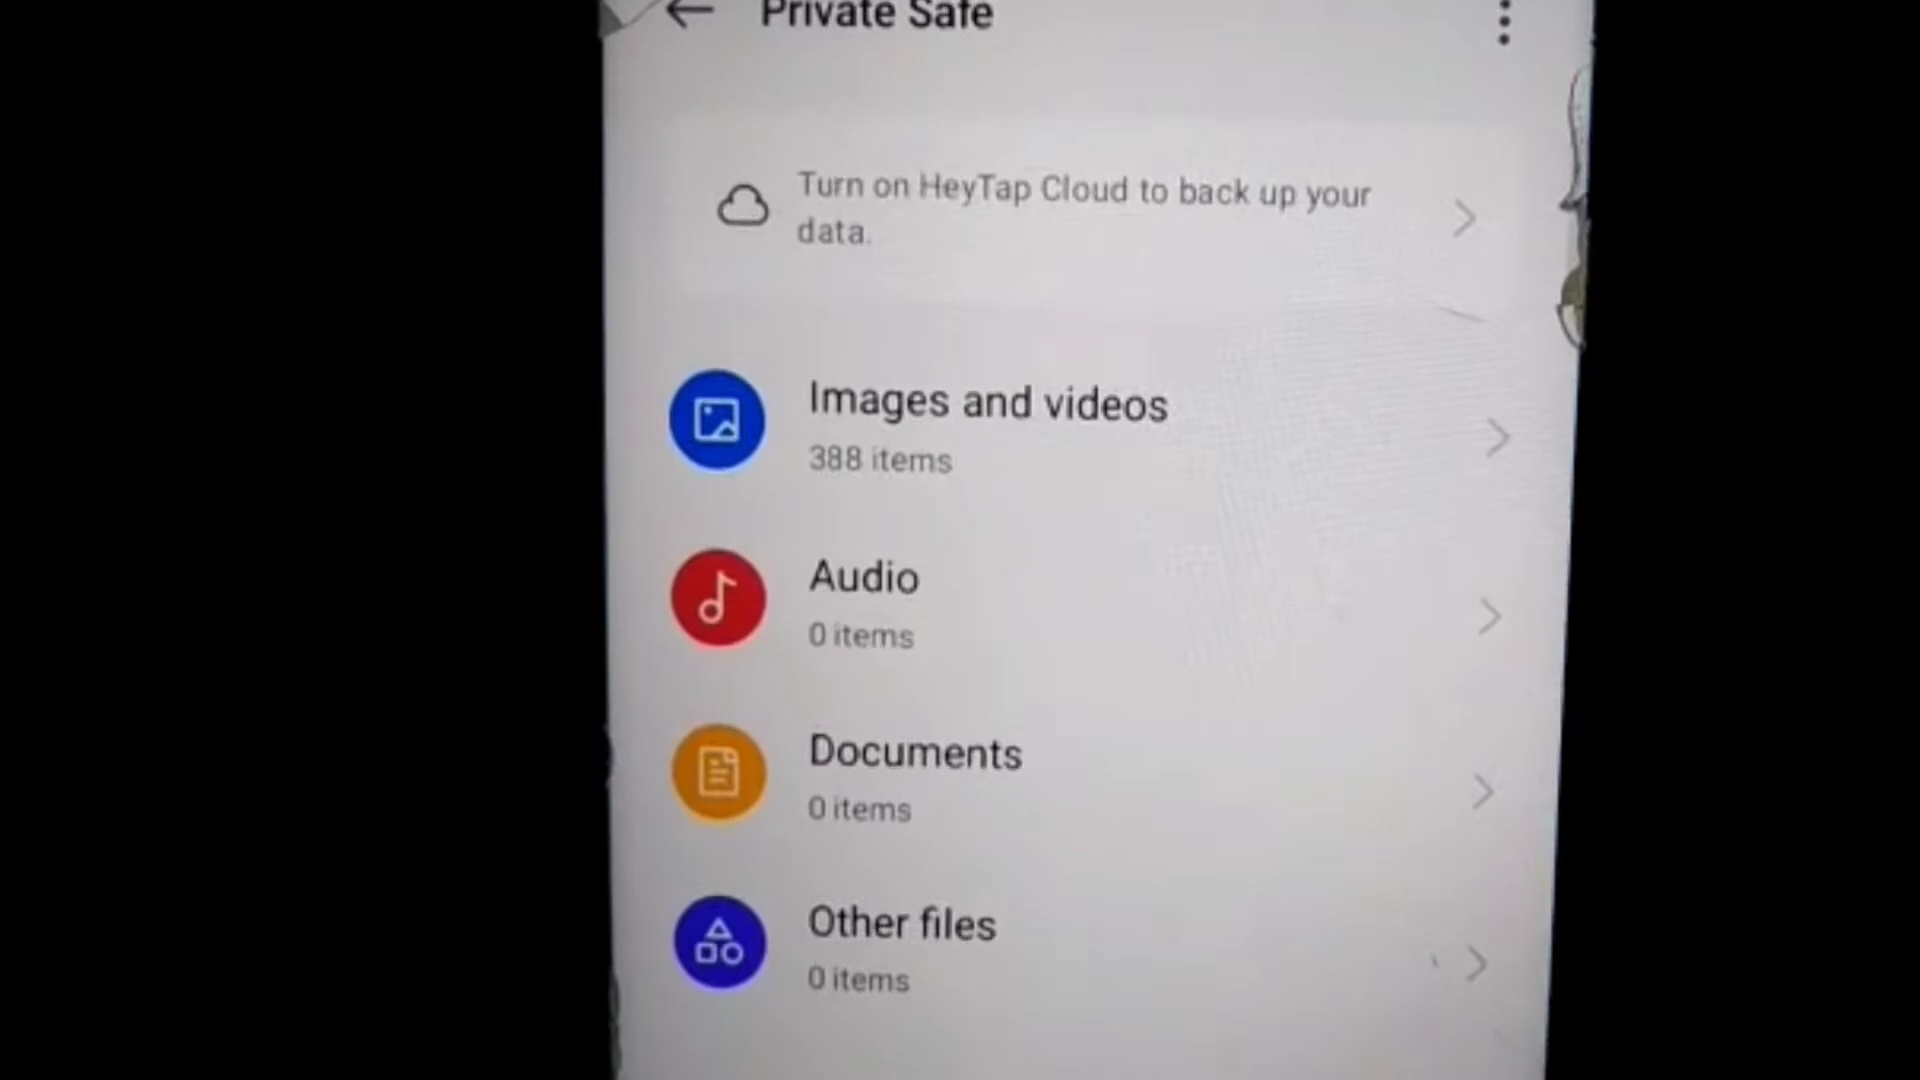 Private Safe
Turn on HeyTap Cloud to back up your
data.
Images and videos
388 items
Audio
0 items
Documents
0 items
Other files
0 items